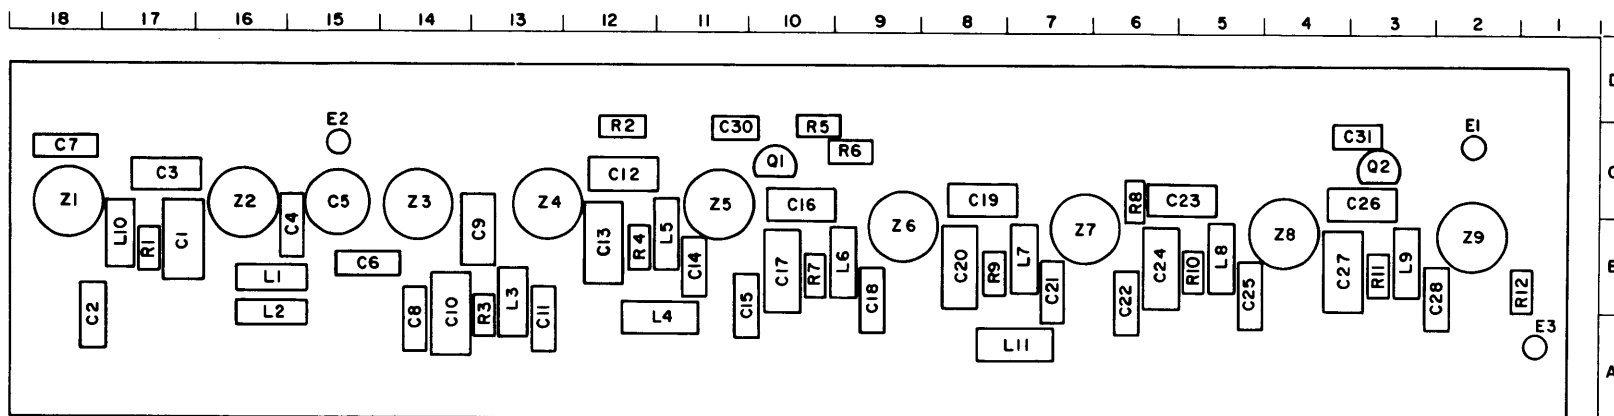 18 17 16 15 14 13 12 11 10 9 8 7 6 5 4 3 2 1
D
E2 R2 C30 R5 C31 E1
C7 R6
C3 C12 Q1 Q2 C
Z1 L10 C1 Z2 C4 C5 Z3 C9 Z4 C13 L5 Z5 C16 Z6 C19 Z7 R8 C23 Z8 C26 Z9
R1 C6 R4 C14 C17 R7 L6 C20 R9 L7 C24 R10 L8 C27 R11 L9 B
L1 C21 C22 C25 C28 R12
C2 L2 C8 C10 R3 L3 C11 L4 C15 C18
L11 E3
A